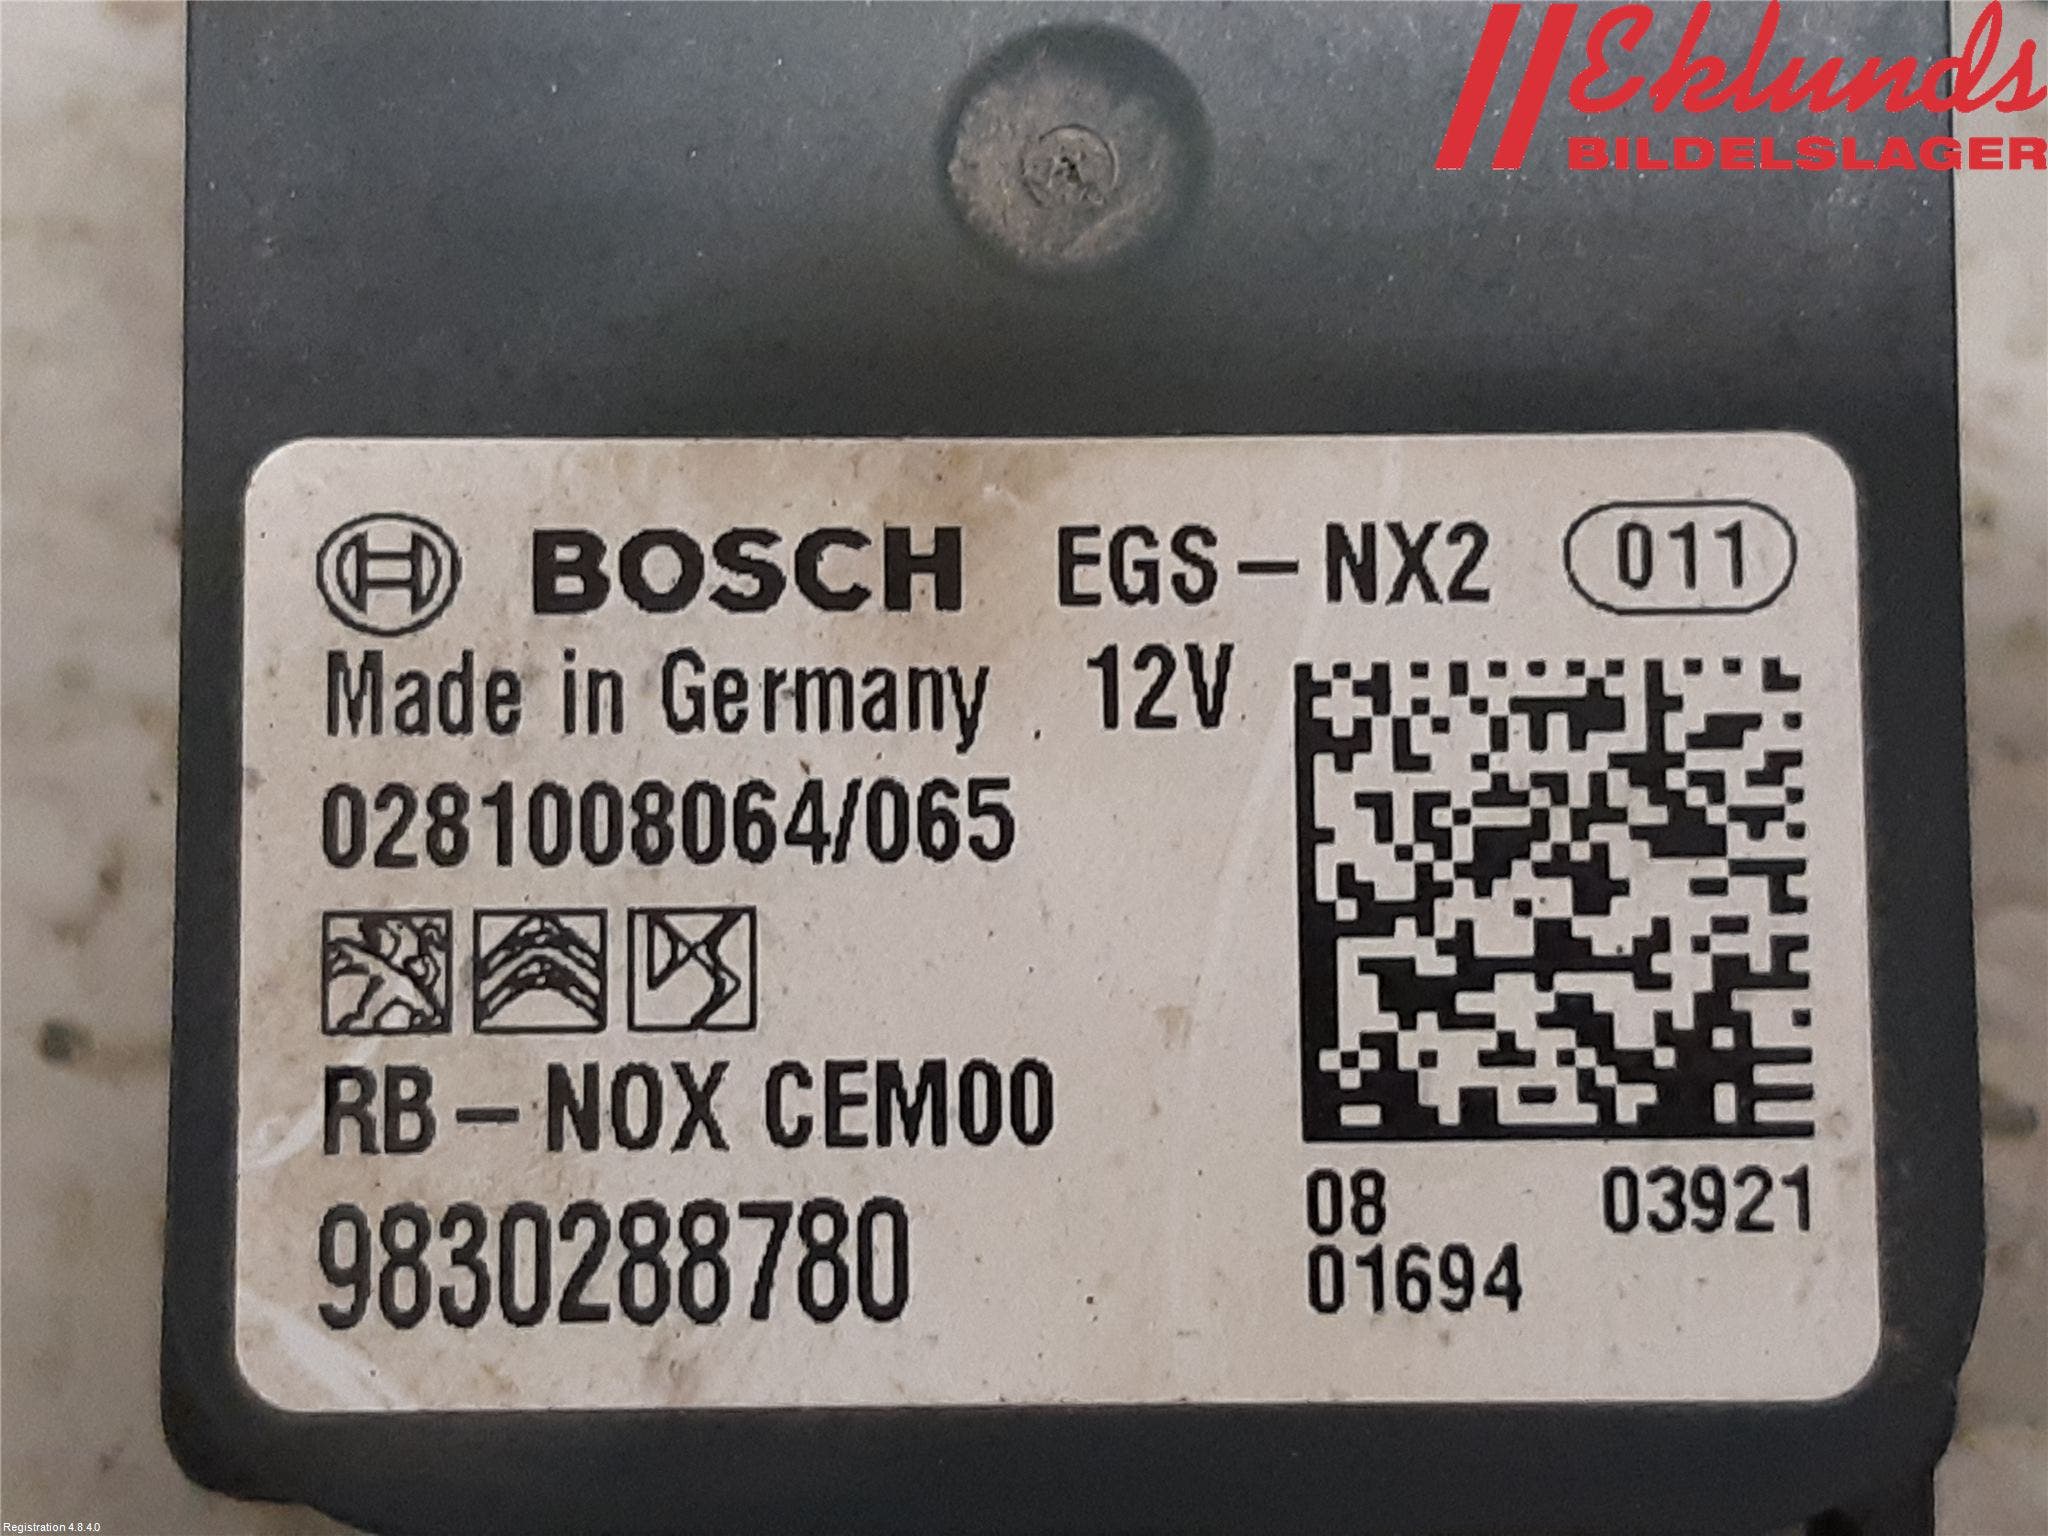 Eklunds
BILDELSLAGER
BOSCH EGS-NX2 011
Made in Germany 12V
0281008064/065
RB-NOX CEM00
9830288780
08 03921
01694
Registration 4.8.4.0